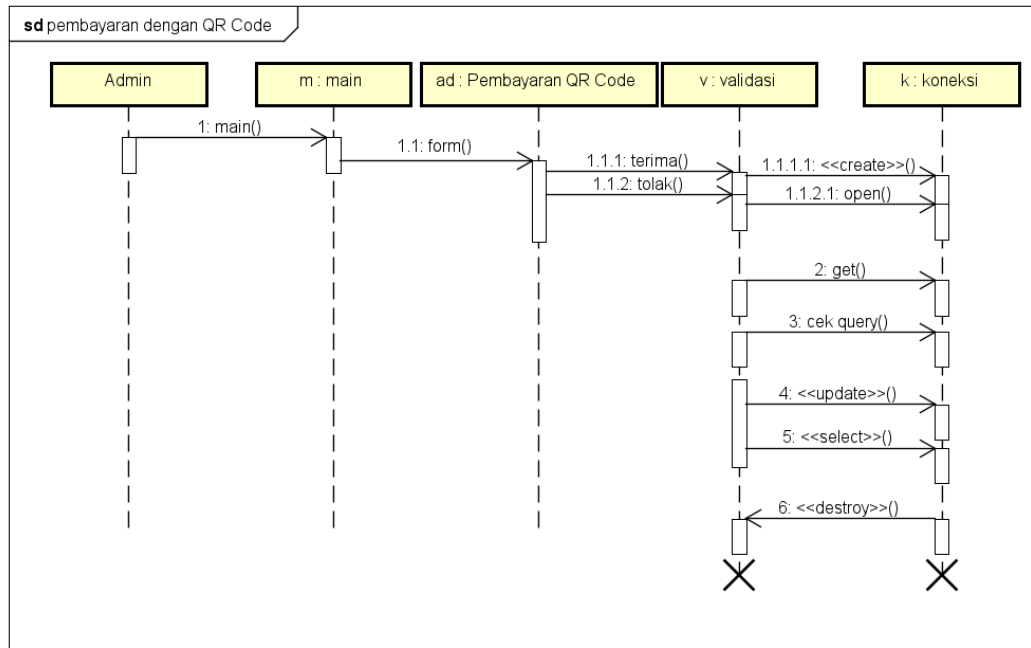 sd pembayaran dengan QR Code
Admin
m : main
ad : Pembayaran QR Code
v : validasi
k : koneksi
1: main()
1.1: form()
1.1.1: terima()
1.1.1.1: <<create>>()
1.1.2: tolak()
1.1.2.1: open()
2: get()
3: cek query()
4: <<update>>()
5: <<select>>()
6: <<destroy>>()